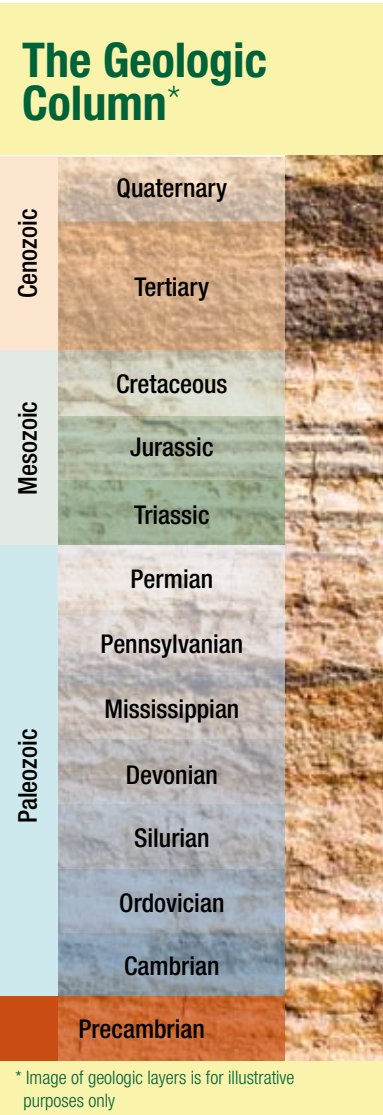 The Geologic
Column*
Cenozoic
Quaternary
Tertiary
Mesozoic
Cretaceous
Jurassic
Triassic
Paleozoic
Permian
Pennsylvanian
Mississippian
Devonian
Silurian
Ordovician
Cambrian
Precambrian
* Image of geologic layers is for illustrative
purposes only